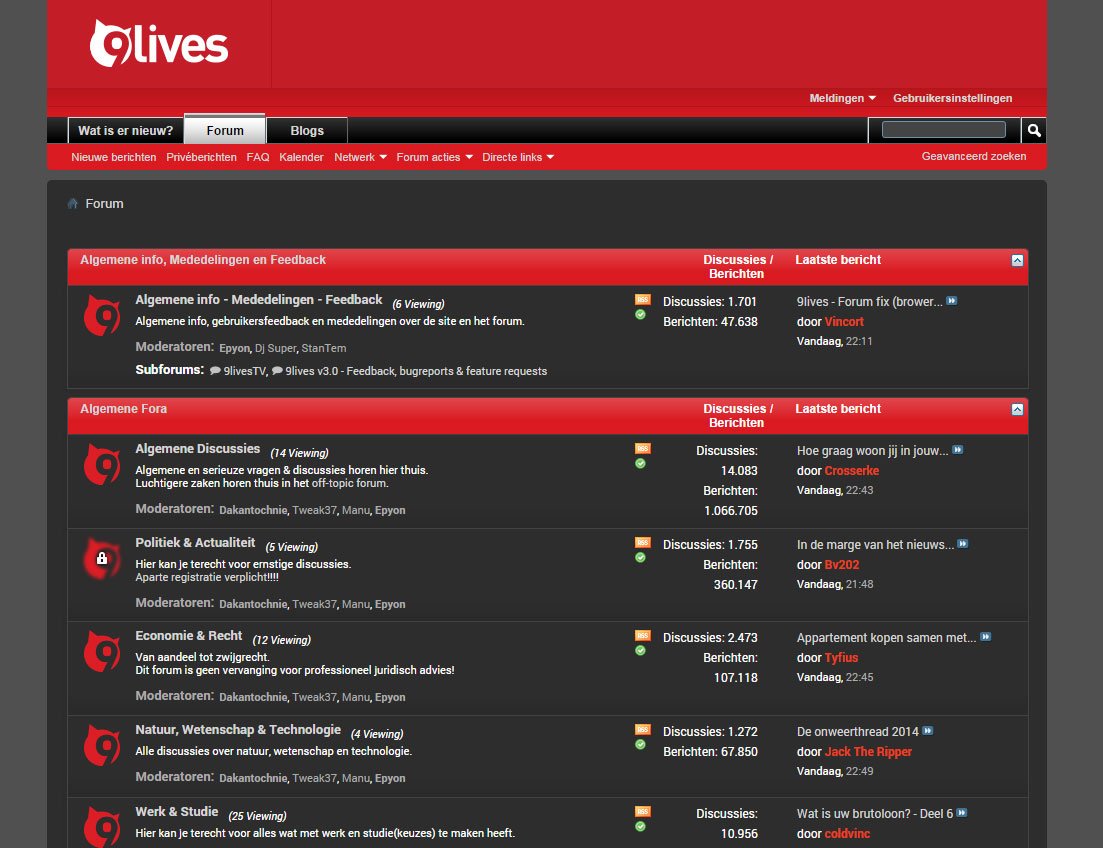 9lives
Meldingen Gebruikersinstellingen
Wat is er nieuw? Forum Blogs
Nieuwe berichten Privéberichten FAQ Kalender Netwerk Forum acties Directe links Geavanceerd zoeken
Forum
Algemene info, Mededelingen en Feedback Discussies / Berichten Laatste bericht
Algemene info - Mededelingen - Feedback (6 Viewing)
Algemene info, gebruikersfeedback en mededelingen over de site en het forum.
Moderatoren: Epyon, Dj Super, StanTem
Subforums: 9livesTV, 9lives v3.0 - Feedback, bugreports & feature requests
RSS
Discussies: 1.701
Berichten: 47.638
9lives - Forum fix (brower...
door Vincort
Vandaag, 22:11
Algemene Fora Discussies / Berichten Laatste bericht
Algemene Discussies (14 Viewing)
Algemene en serieuze vragen & discussies horen hier thuis.
Luchtigere zaken horen thuis in het off-topic forum.
Moderatoren: Dakantochnie, Tweak37, Manu, Epyon
RSS
Discussies:
14.083
Berichten:
1.066.705
Hoe graag woon jij in jouw...
door Crosserke
Vandaag, 22:43
Politiek & Actualiteit (5 Viewing)
Hier kan je terecht voor ernstige discussies.
Aparte registratie verplicht!!!!
Moderatoren: Dakantochnie, Tweak37, Manu, Epyon
RSS
Discussies: 1.755
Berichten:
360.147
In de marge van het nieuws...
door Bv202
Vandaag, 21:48
Economie & Recht (12 Viewing)
Van aandeel tot zwijgrecht.
Dit forum is geen vervanging voor professioneel juridisch advies!
Moderatoren: Dakantochnie, Tweak37, Manu, Epyon
RSS
Discussies: 2.473
Berichten:
107.118
Appartement kopen samen met...
door Tyfius
Vandaag, 22:45
Natuur, Wetenschap & Technologie (4 Viewing)
Alle discussies over natuur, wetenschap en technologie.
Moderatoren: Dakantochnie, Tweak37, Manu, Epyon
RSS
Discussies: 1.272
Berichten: 67.850
De onweerthread 2014
door Jack The Ripper
Vandaag, 22:49
Werk & Studie (25 Viewing)
Hier kan je terecht voor alles wat met werk en studie(keuzes) te maken heeft.
RSS
Discussies:
10.956
Wat is uw brutoloon? - Deel 6
door coldvinc